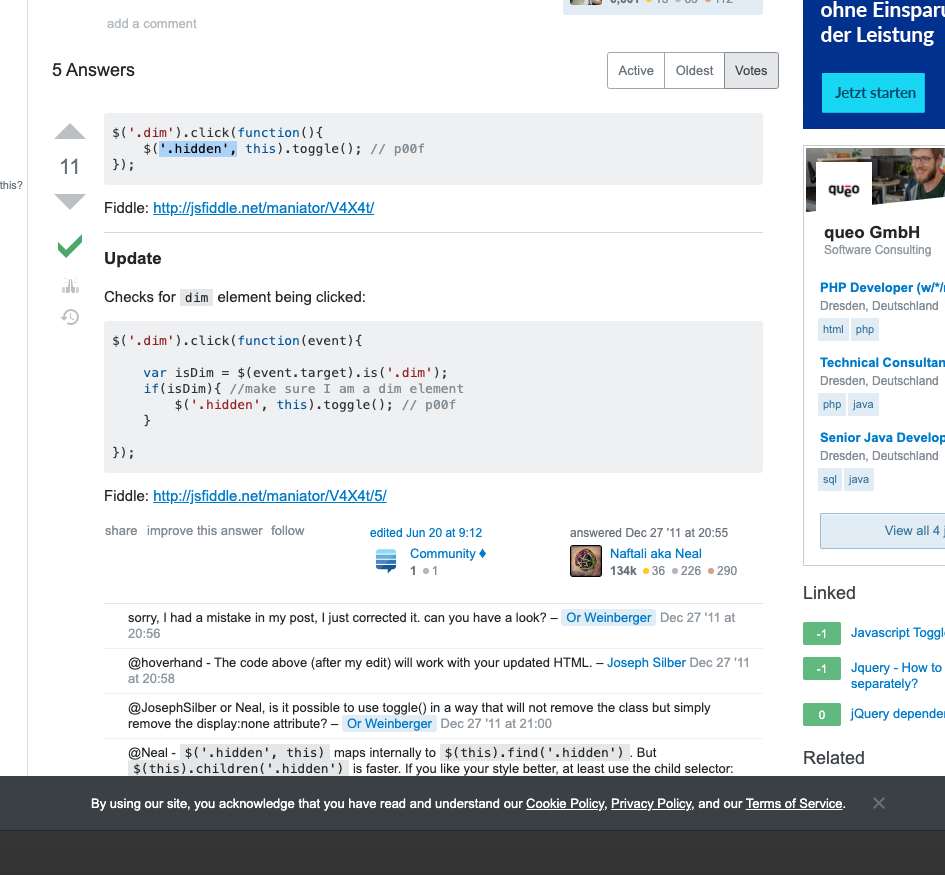 add a comment
5 Answers
Active Oldest Votes
$('.dim').click(function(){
$('.hidden', this).toggle(); // p00f
});
11
this?
Fiddle: http://jsfiddle.net/maniator/V4X4t/
Update
Checks for dim element being clicked:
$('.dim').click(function(event){
var isDim = $(event.target).is('.dim');
if(isDim){ //make sure I am a dim element
$('.hidden', this).toggle(); // p00f
}
});
Fiddle: http://jsfiddle.net/maniator/V4X4t/5/
share improve this answer follow
edited Jun 20 at 9:12
Community ♦
1 ●1
answered Dec 27 '11 at 20:55
Naftali aka Neal
134k ●36 ●226 ●290
sorry, I had a mistake in my post, I just corrected it. can you have a look? – Or Weinberger Dec 27 '11 at
20:56
@hoverhand - The code above (after my edit) will work with your updated HTML. – Joseph Silber Dec 27 '11
at 20:58
@JosephSilber or Neal, is it possible to use toggle() in a way that will not remove the class but simply
remove the display:none attribute? – Or Weinberger Dec 27 '11 at 21:00
@Neal - $('.hidden', this) maps internally to $(this).find('.hidden'). But
$(this).children('.hidden') is faster. If you like your style better, at least use the child selector:
ohne Einsparu
der Leistung
Jetzt starten
queo
queo GmbH
Software Consulting
PHP Developer (w/*/
Dresden, Deutschland
html php
Technical Consultan
Dresden, Deutschland
php java
Senior Java Develop
Dresden, Deutschland
sql java
View all 4 j
Linked
-1 Javascript Toggl
-1 Jquery - How to
separately?
0 jQuery depende
Related
By using our site, you acknowledge that you have read and understand our Cookie Policy, Privacy Policy, and our Terms of Service.